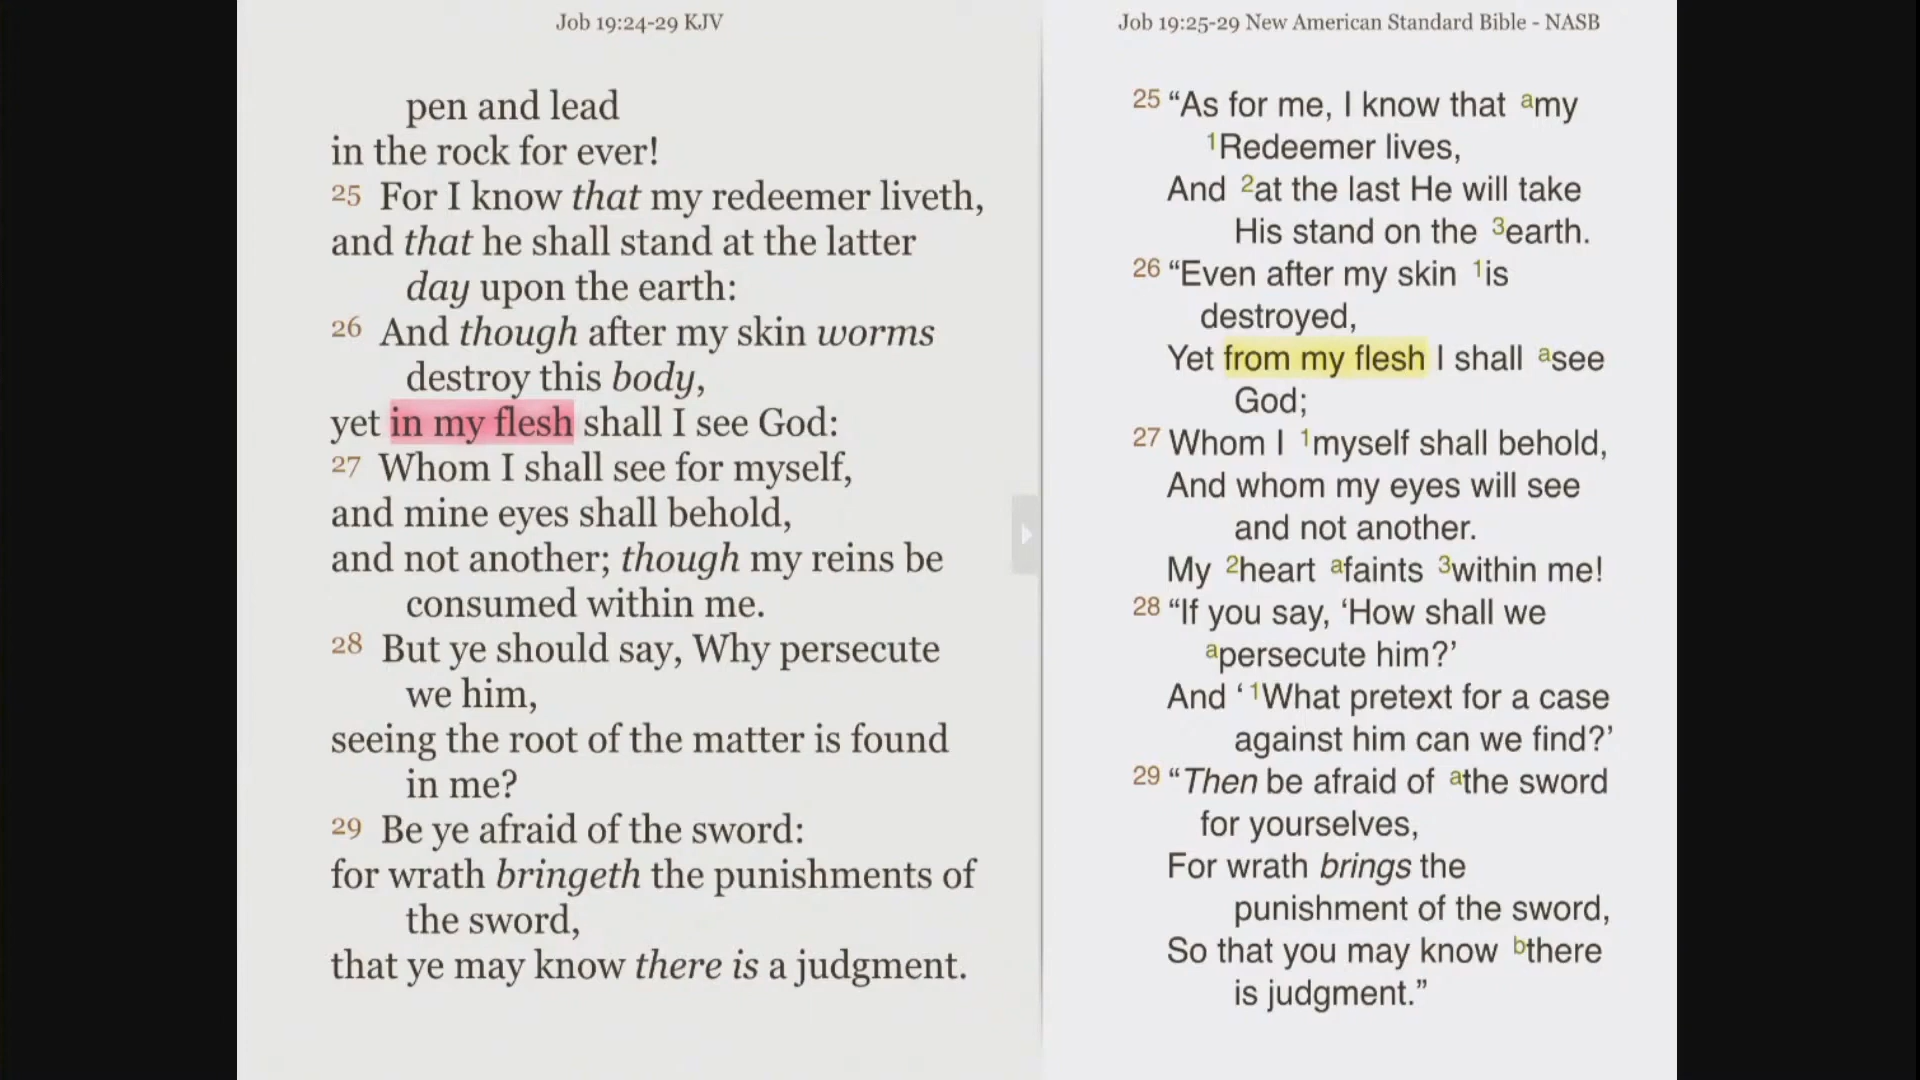 Job 19:24-29 KJV
pen and lead
in the rock for ever!
25 For I know that my redeemer liveth,
and that he shall stand at the latter
day upon the earth:
26 And though after my skin worms
destroy this body,
yet in my flesh shall I see God:
27 Whom I shall see for myself,
and mine eyes shall behold,
and not another; though my reins be
consumed within me.
28 But ye should say, Why persecute
we him,
seeing the root of the matter is found
in me?
29 Be ye afraid of the sword:
for wrath bringeth the punishments of
the sword,
that ye may know there is a judgment.
Job 19:25-29 New American Standard Bible - NASB
25 “As for me, I know that amy
1Redeemer lives,
And 2at the last He will take
His stand on the 3earth.
26 “Even after my skin 1is
destroyed,
Yet from my flesh I shall asee
God;
27 Whom I 1myself shall behold,
And whom my eyes will see
and not another.
My 2heart afaints 3within me!
28 “If you say, ‘How shall we
apersecute him?’
And ‘1What pretext for a case
against him can we find?’
29 “Then be afraid of athe sword
for yourselves,
For wrath brings the
punishment of the sword,
So that you may know bthere
is judgment.”